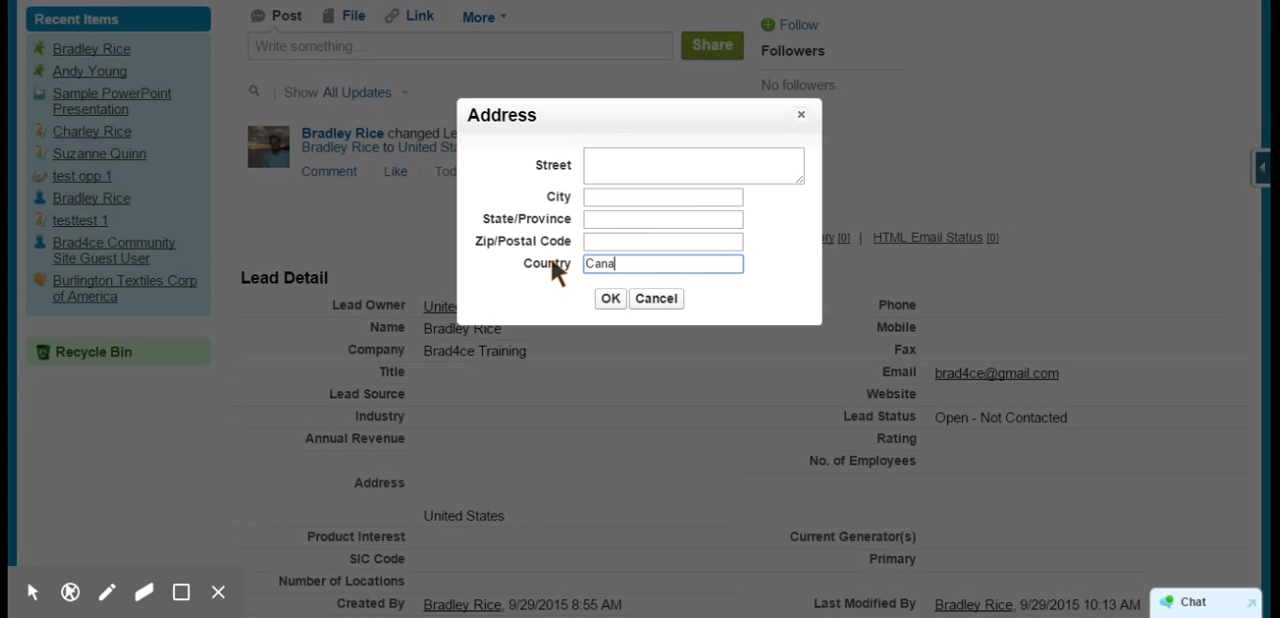 Recent Items
Bradley Rice
Andy Young
Sample PowerPoint
Presentation
Charley Rice
Suzanne Quinn
test opp 1
Bradley Rice
testtest 1
Brad4ce Community
Site Guest User
Burlington Textiles Corp
of America
Recycle Bin
Post File Link More
Write something...
Share
Follow
Followers
No followers.
Show All Updates
Bradley Rice changed Le
Bradley Rice to United Sta
Comment Like Tod
Address
Street
City
State/Province
Zip/Postal Code
Country Cana
OK Cancel
ry [0] | HTML Email Status [0]
Lead Detail
Lead Owner Unite
Name Bradley Rice
Company Brad4ce Training
Title
Lead Source
Industry
Annual Revenue
Address
United States
Product Interest
SIC Code
Number of Locations
Created By Bradley Rice, 9/29/2015 8:55 AM
Phone
Mobile
Fax
Email brad4ce@gmail.com
Website
Lead Status Open - Not Contacted
Rating
No. of Employees
Current Generator(s)
Primary
Last Modified By Bradley Rice, 9/29/2015 10:13 AM
Chat